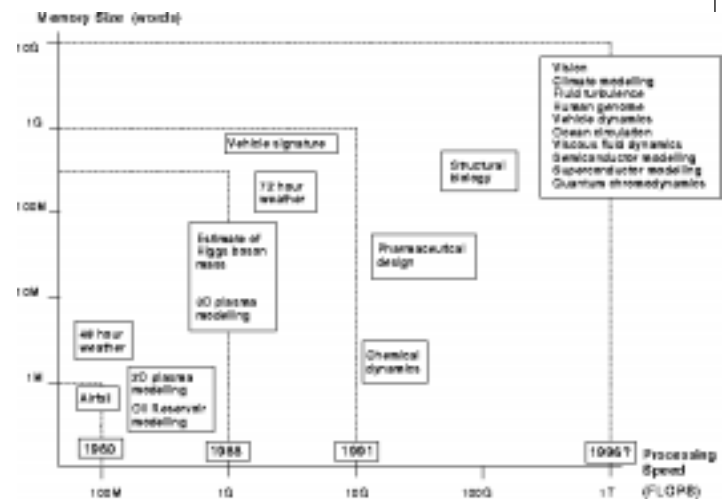 Memory Size (words)
10G
Vision
Climate modelling
Fluid turbulence
Human genome
Vehicle dynamics
Ocean circulation
Viscous fluid dynamics
Semiconductor modelling
Superconductor modelling
Quantum chromodynamics
1G
Vehicle signature
Structural
biology
72 hour
weather
100M
Estimate of
Higgs boson
mass
plasma
modelling
Pharmaceutical
design
10M
48 hour
weather
Chemical
dynamics
1M
2D plasma
modelling
Oil Reservoir
modelling
Airfoil
1980
1988
1991
1996?
Processing
Speed
(FLOPS)
100M
1G
10G
100G
1T